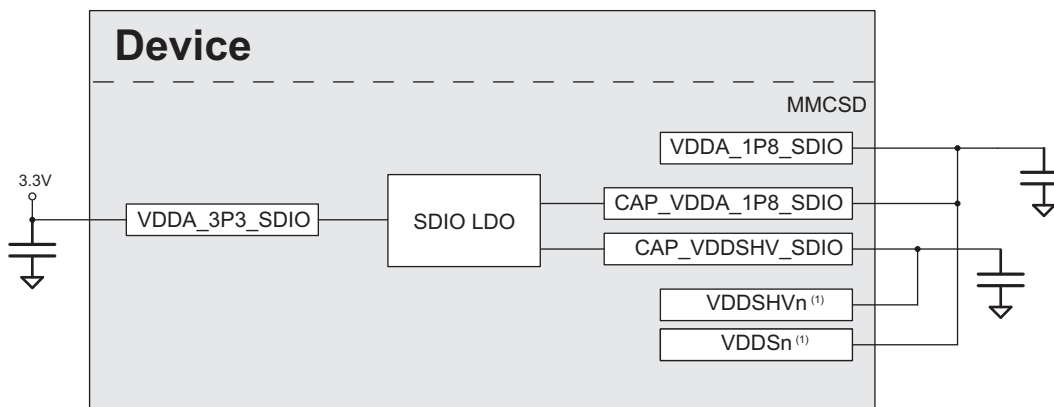 Device
MMCSD
VDDA_1P8_SDIO
3.3V
VDDA_3P3_SDIO
SDIO LDO
CAP_VDDA_1P8_SDIO
CAP_VDDSHV_SDIO
VDDSHVn (1)
VDDSn (1)